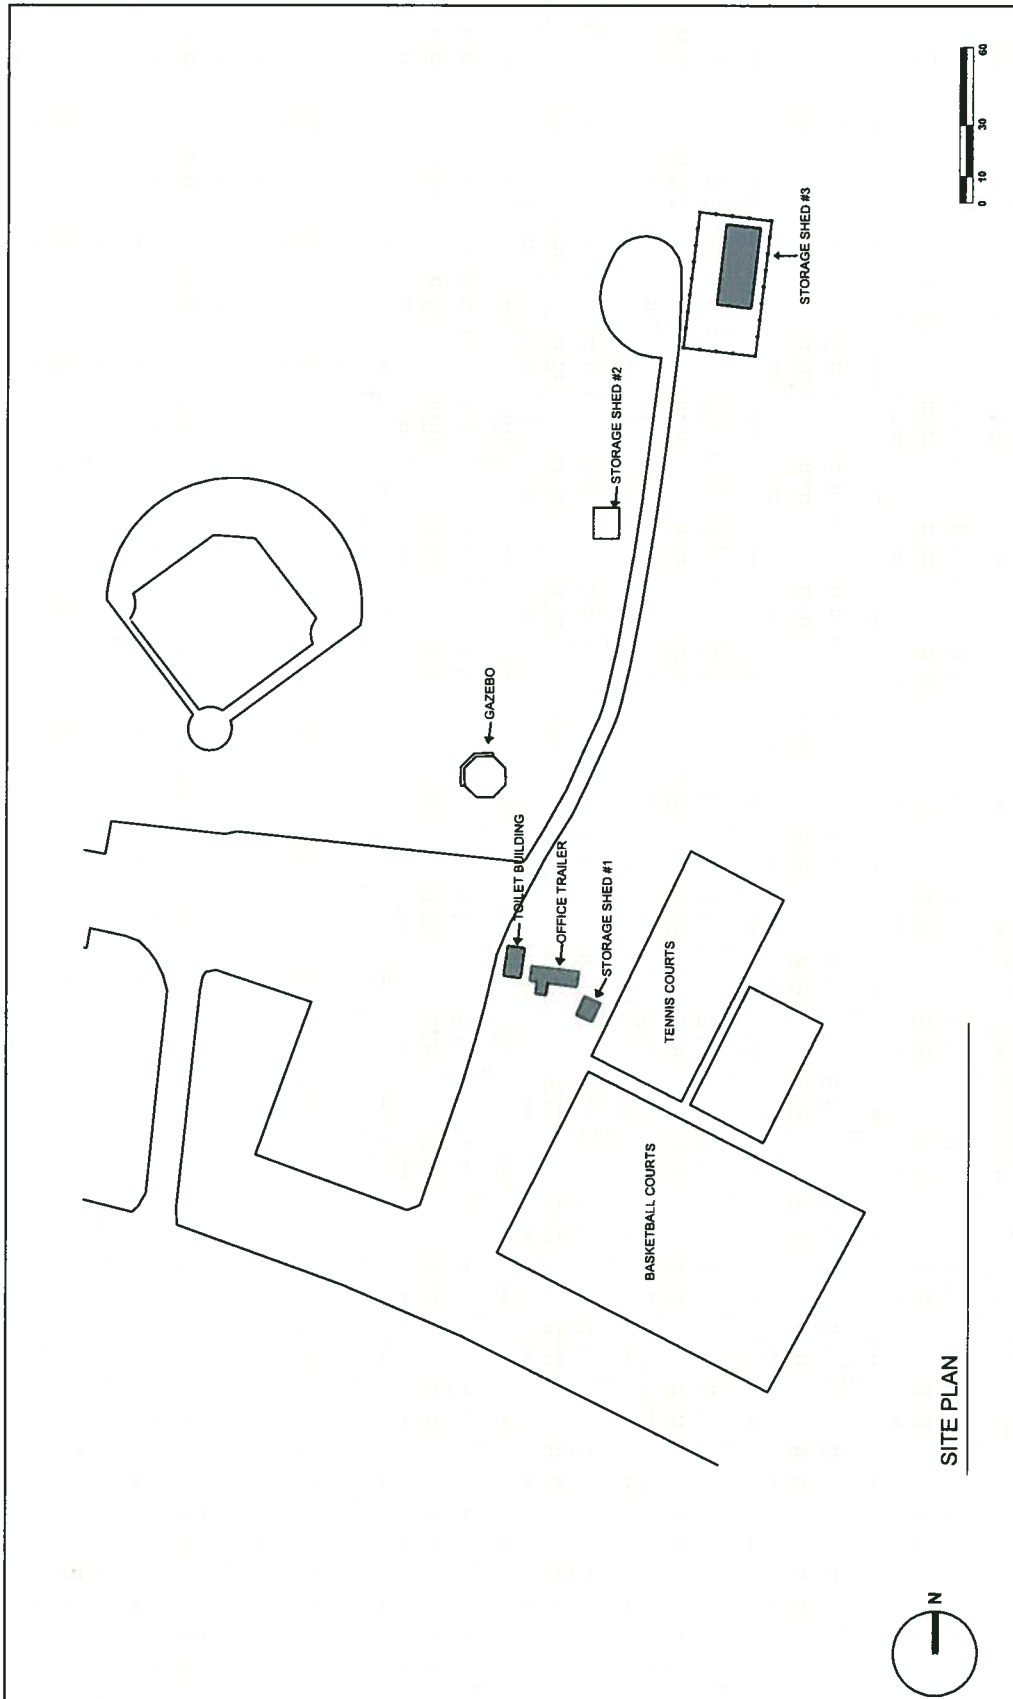 GAZEBO
TOILET BUILDING
OFFICE TRAILER
STORAGE SHED #1
STORAGE SHED #2
STORAGE SHED #3
TENNIS COURTS
BASKETBALL COURTS
SITE PLAN
N
0 10 30 60